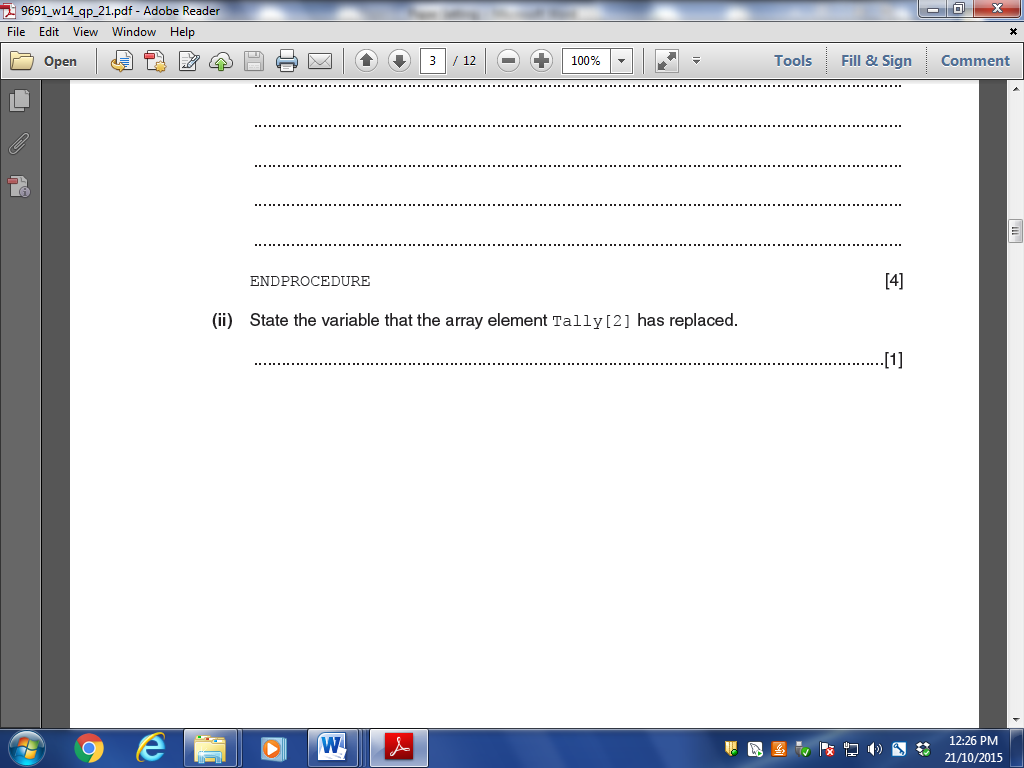 9691_w14_qp_21.pdf - Adobe Reader
File Edit View Window Help
Open 3 / 12 100% Tools Fill & Sign Comment
ENDPROCEDURE [4]
(ii) State the variable that the array element Tally[2] has replaced.
[1]
12:26 PM
21/10/2015